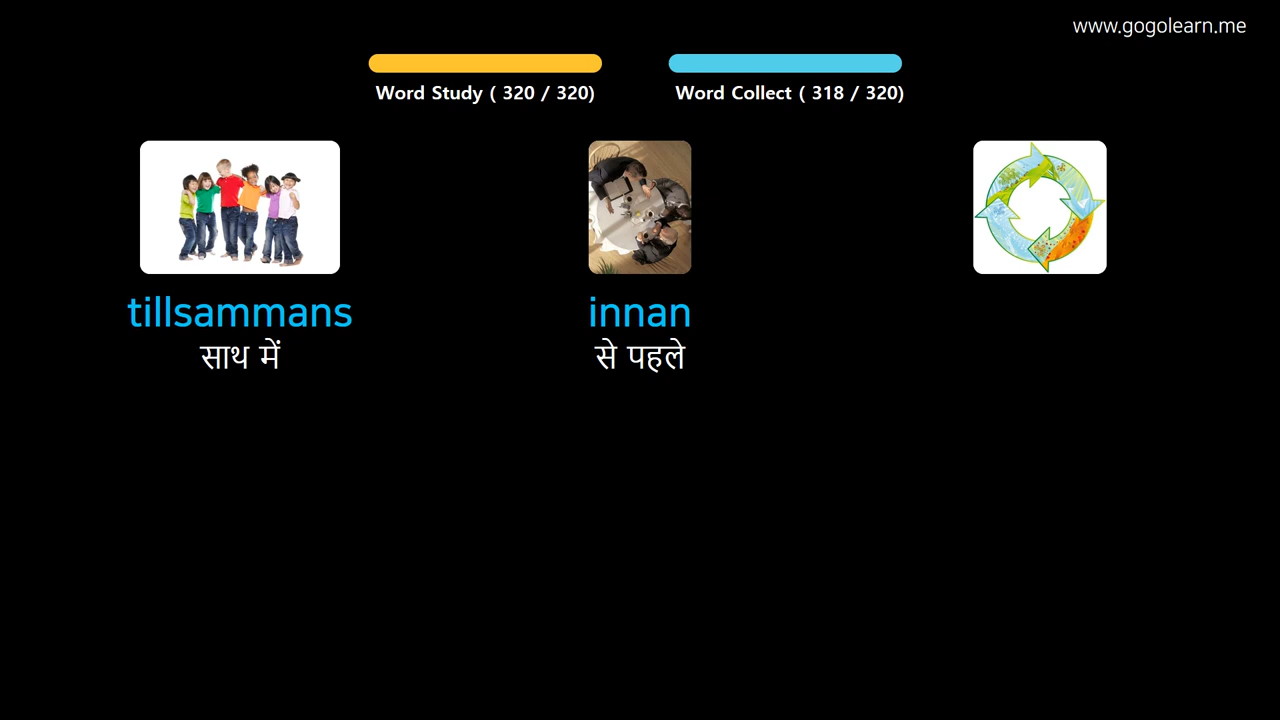 www.gogolearn.me
Word Study ( 320 / 320)
Word Collect ( 318 / 320)
tillsammans
innan
साथ में
से पहले